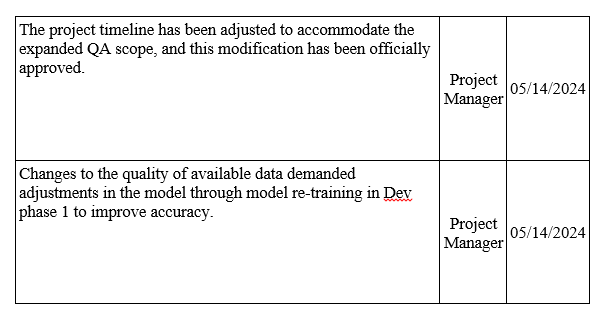 The project timeline has been adjusted to accommodate the
expanded QA scope, and this modification has been officially
approved.
Project
Manager
05/14/2024
Changes to the quality of available data demanded
adjustments in the model through model re-training in Dev
phase 1 to improve accuracy.
Project
Manager
05/14/2024